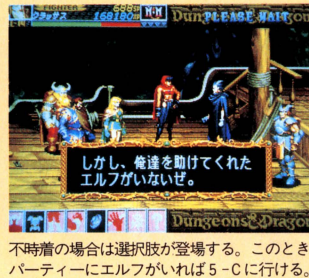 FIGHTER 688
クラッサス 168180
PLEASE WAIT
しかし、俺達を助けてくれた
エルフがいないぜ。
Dungeons & Dragons
不時着の場合は選択肢が登場する。このとき
パーティーにエルフがいれば5-Cに行ける。